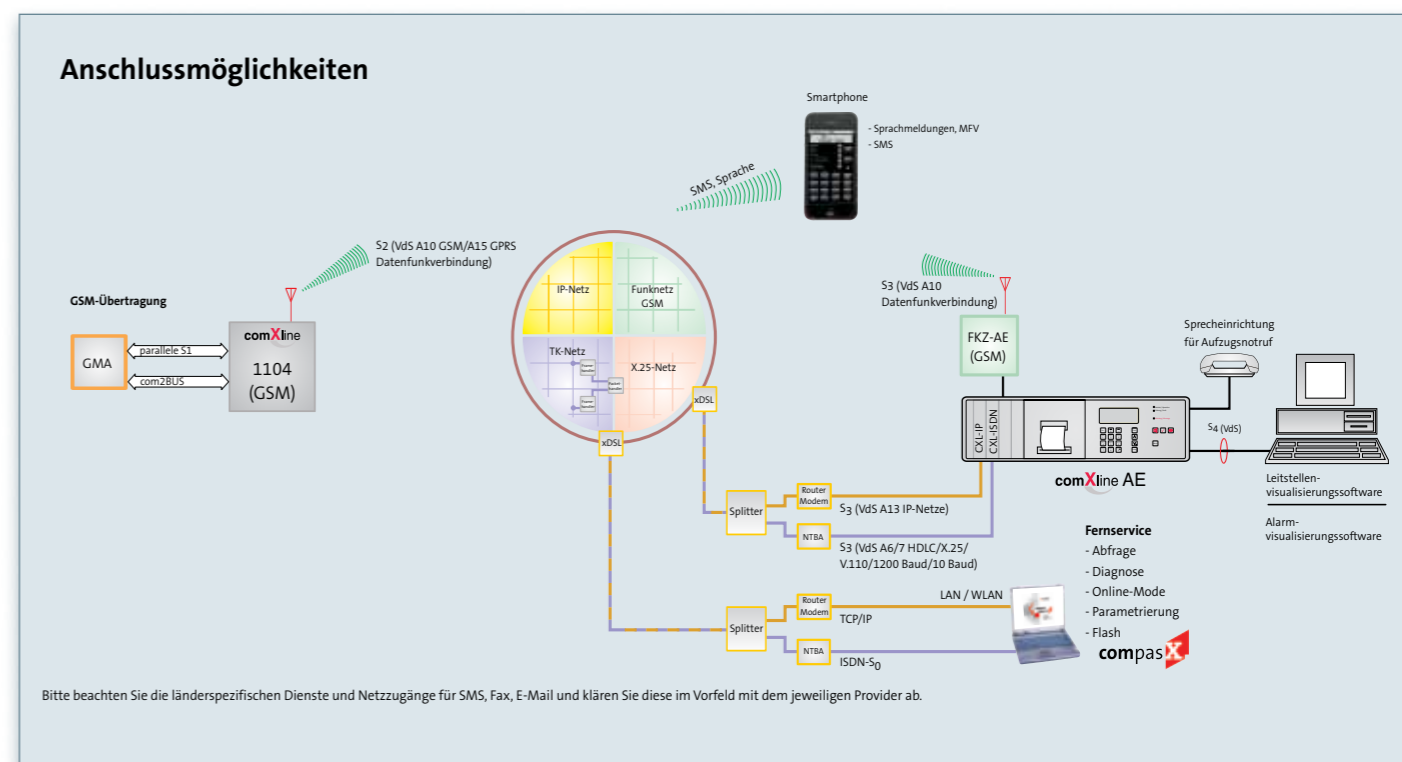 Anschlussmöglichkeiten
Smartphone
- Sprachmeldungen, MFV
- SMS
SMS, Sprache
S2 (VdS A10 GSM/A15 GPRS
Datenfunkverbindung)
GSM-Übertragung
GMA
parallele S1
com2BUS
comXline
1104
(GSM)
IP-Netz
Funknetz
GSM
TK-Netz
X.25-Netz
xDSL
xDSL
S3 (VdS A10
Datenfunkverbindung)
FKZ-AE
(GSM)
Sprecheinrichtung
für Aufzugsnotruf
CXL-IP
CXL-ISDN
S4 (VdS)
comXline AE
Leitstellen-
visualisierungssoftware
Alarm-
visualisierungssoftware
Splitter
Router
Modem
S3 (VdS A13 IP-Netze)
NTBA
S3 (VdS A6/7 HDLC/X.25/
V.110/1200 Baud/10 Baud)
Fernservice
- Abfrage
- Diagnose
- Online-Mode
- Parametrierung
- Flash
compasX
Splitter
Router
Modem
LAN / WLAN
TCP/IP
NTBA
ISDN-S0
Bitte beachten Sie die länderspezifischen Dienste und Netzzugänge für SMS, Fax, E-Mail und klären Sie diese im Vorfeld mit dem jeweiligen Provider ab.